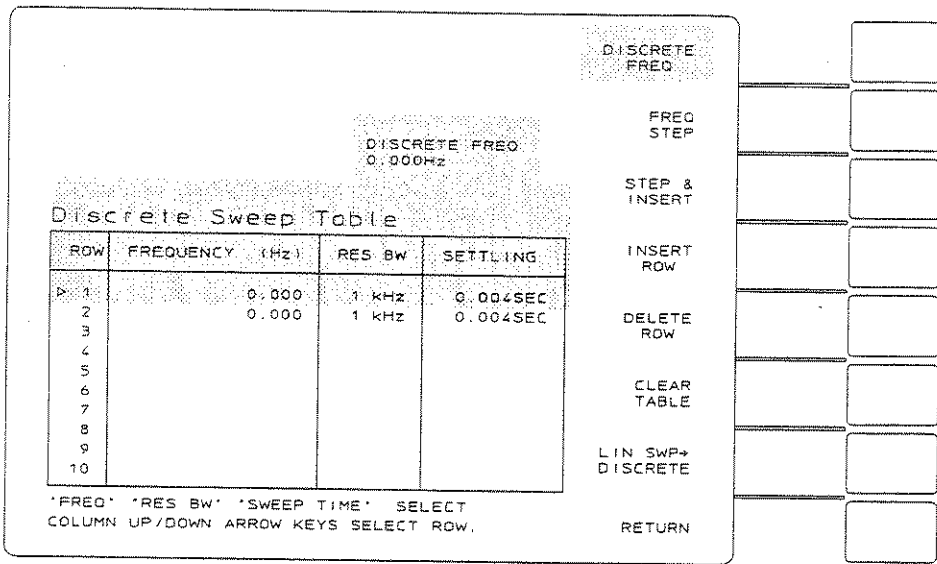 DISCRETE
FREQ
FREQ
STEP
STEP &
INSERT
INSERT
ROW
DELETE
ROW
CLEAR
TABLE
LIN SWP→
DISCRETE
RETURN
DISCRETE FREQ
0.000Hz
Discrete Sweep Table
ROW FREQUENCY (Hz) RES BW SETTLING
▷ 1 0.000 1 kHz 0.004SEC
2 0.000 1 kHz 0.004SEC
3
4
5
6
7
8
9
10
'FREQ' 'RES BW' 'SWEEP TIME' SELECT
COLUMN UP/DOWN ARROW KEYS SELECT ROW.